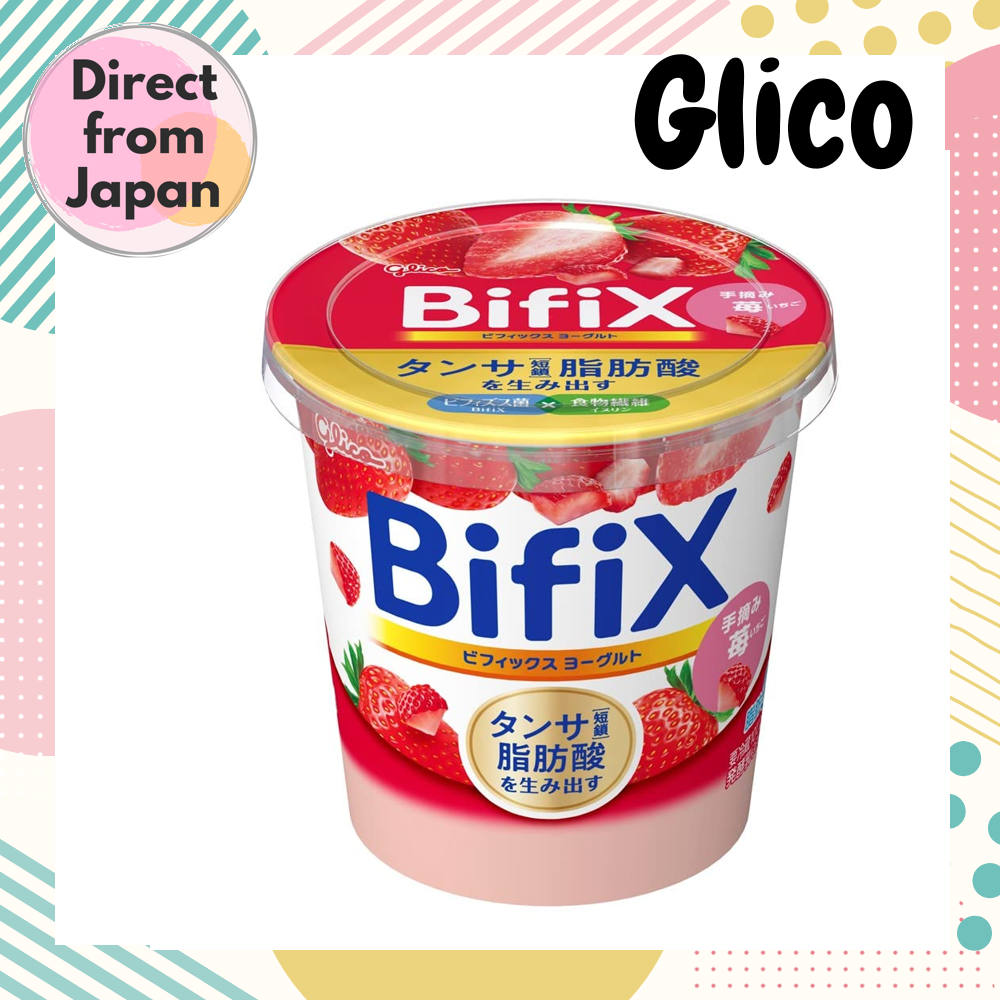 Direct
from
Japan
Glico
Glico
BifiX
手摘み
苺いちご
ビフィックス ヨーグルト
タンサ[短鎖]脂肪酸
を生み出す
ビフィズス菌 × 食物繊維
BifiX イヌリン
Glico
BifiX
手摘み
苺いちご
ビフィックス ヨーグルト
タンサ[短鎖]
脂肪酸
を生み出す